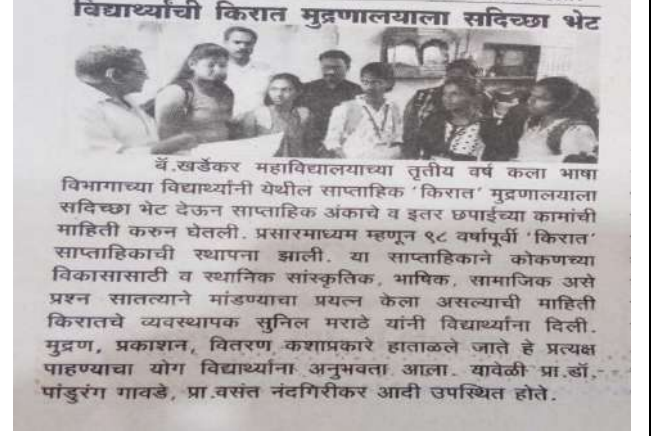 विद्यार्थ्यांची किरात मुद्रणालयाला सदिच्छा भेट
बॅ.खर्डेकर महाविद्यालयाच्या तृतीय वर्ष कला भाषा
विभागाच्या विद्यार्थ्यांनी येथील साप्ताहिक 'किरात' मुद्रणालयाला
सदिच्छा भेट देऊन साप्ताहिक अंकाचे व इतर छपाईच्या कामांची
माहिती करुन घेतली. प्रसारमाध्यम म्हणून ९८ वर्षापूर्वी 'किरात'
साप्ताहिकाची स्थापना झाली. या साप्ताहिकाने कोकणच्या
विकासासाठी व स्थानिक सांस्कृतिक, भाषिक, सामाजिक असे
प्रश्न सातत्याने मांडण्याचा प्रयत्न केला असल्याची माहिती
किरातचे व्यवस्थापक सुनिल मराठे यांनी विद्यार्थ्यांना दिली.
मुद्रण, प्रकाशन, वितरण कशाप्रकारे हाताळले जाते हे प्रत्यक्ष
पाहण्याचा योग विद्यार्थ्यांना अनुभवता आला. यावेळी प्रा.डॉ.
पांडुरंग गावडे, प्रा.वसंत नंदगिरीकर आदी उपस्थित होते.